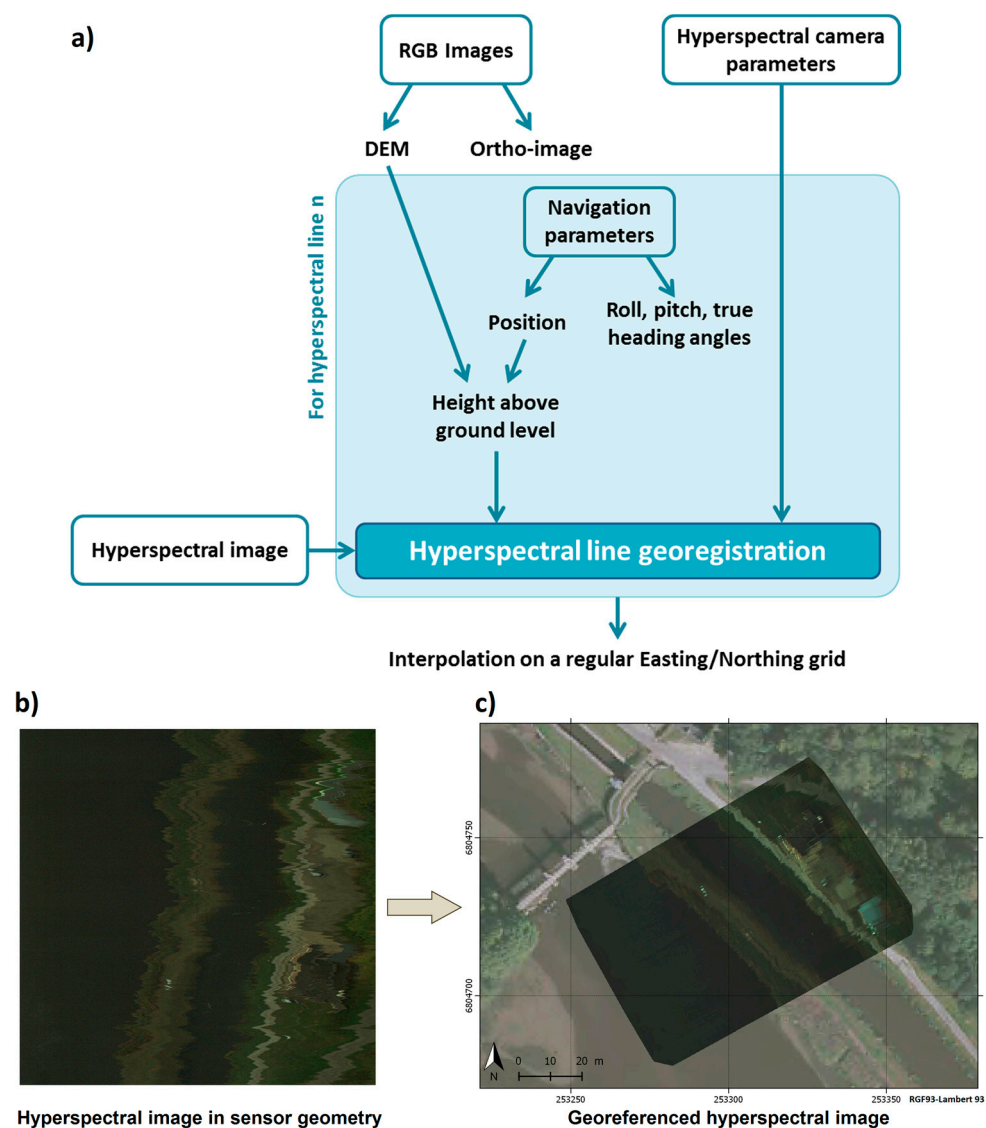 a)
RGB Images
Hyperspectral camera
parameters
DEM
Ortho-image
For hyperspectral line n
Navigation
parameters
Position
Roll, pitch, true
heading angles
Height above
ground level
Hyperspectral image
Hyperspectral line georegistration
Interpolation on a regular Easting/Northing grid
b)
c)
6804750
6804700
N
0 10 20 m
253250
253300
253350
RGF93-Lambert 93
Hyperspectral image in sensor geometry
Georeferenced hyperspectral image